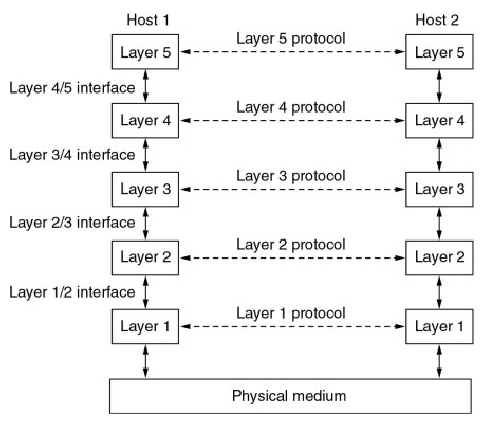 Host 1
Host 2
Layer 5
Layer 5 protocol
Layer 5
Layer 4/5 interface
Layer 4
Layer 4 protocol
Layer 4
Layer 3/4 interface
Layer 3
Layer 3 protocol
Layer 3
Layer 2/3 interface
Layer 2
Layer 2 protocol
Layer 2
Layer 1/2 interface
Layer 1
Layer 1 protocol
Layer 1
Physical medium